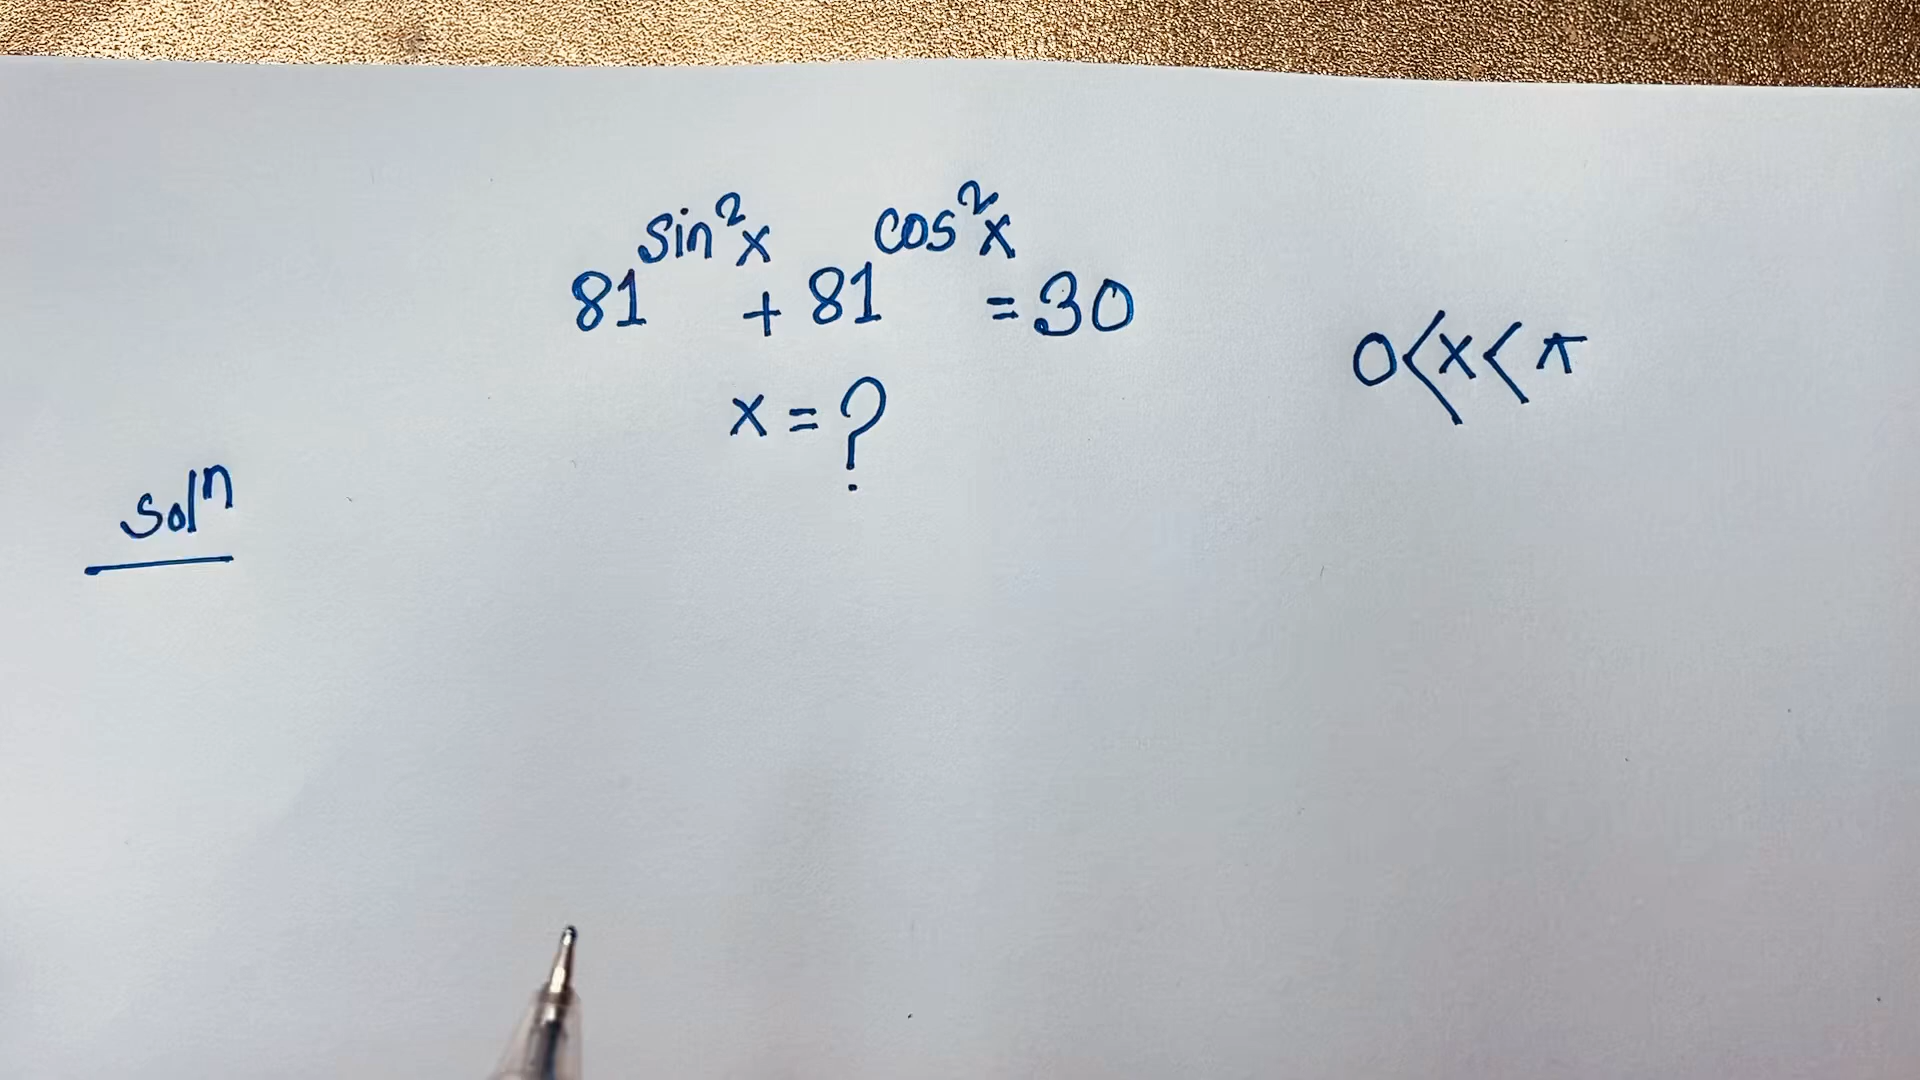 81^sin²x + 81^cos²x = 30
0<x<π
x = ?
Solⁿ